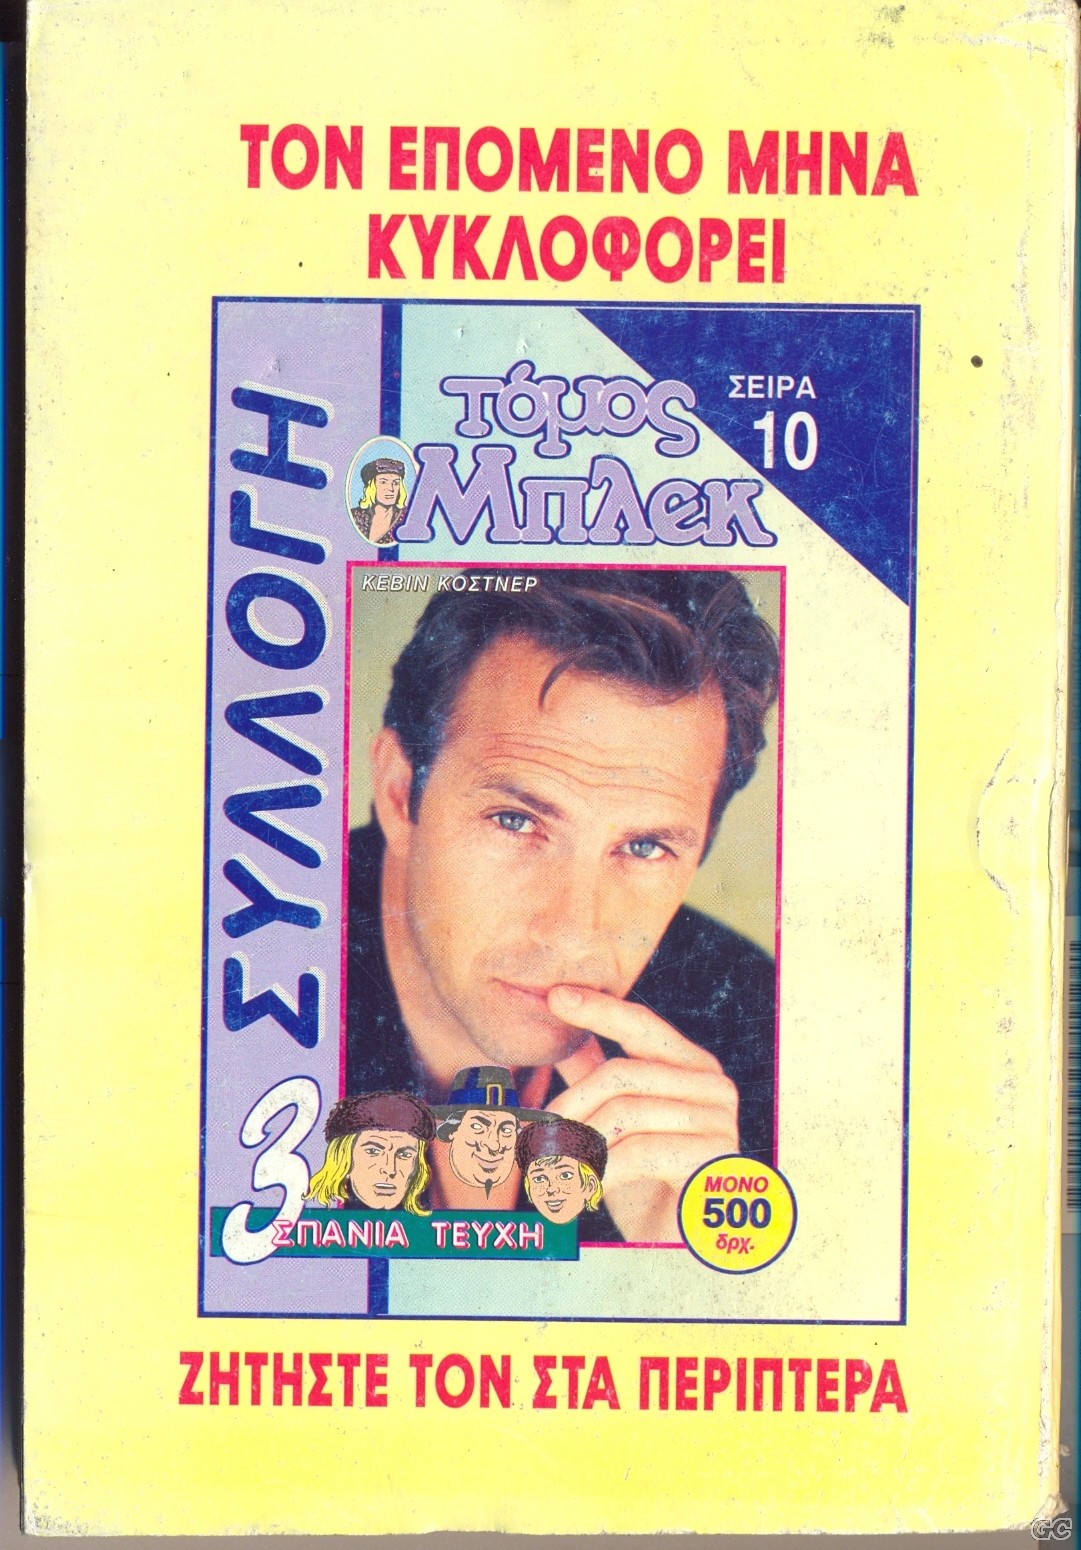 ΤΟΝ ΕΠΟΜΕΝΟ ΜΗΝΑ
ΚΥΚΛΟΦΟΡΕΙ
ΣΥΛΛΟΓΗ
τόμος
Μπλεκ
ΣΕΙΡΑ
10
ΚΕΒΙΝ ΚΟΣΤΝΕΡ
3
ΣΠΑΝΙΑ ΤΕΥΧΗ
ΜΟΝΟ
500
δρχ.
ΖΗΤΗΣΤΕ ΤΟΝ ΣΤΑ ΠΕΡΙΠΤΕΡΑ
GC